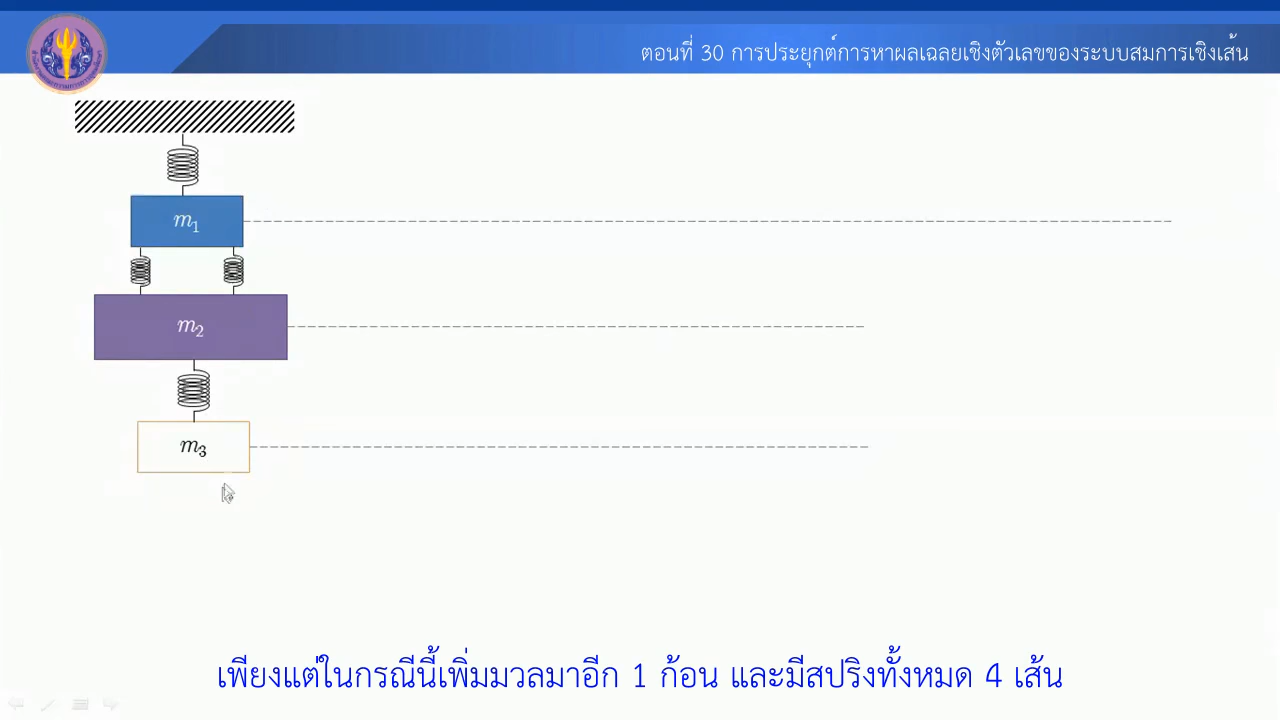 ตอนที่ 30 การประยุกต์การหาผลเฉลยเชิงตัวเลขของระบบสมการเชิงเส้น
m₁
m₂
m₃
เพียงแต่ในกรณีนี้เพิ่มมวลมาอีก 1 ก้อน และมีสปริงทั้งหมด 4 เส้น